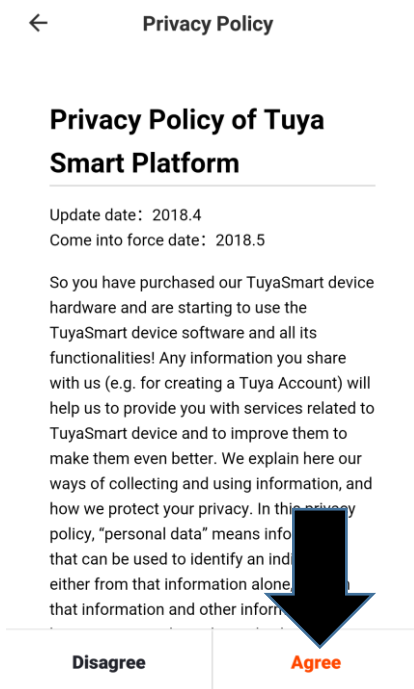 Privacy Policy
Privacy Policy of Tuya
Smart Platform
Update date：2018.4
Come into force date：2018.5
So you have purchased our TuyaSmart device
hardware and are starting to use the
TuyaSmart device software and all its
functionalities! Any information you share
with us (e.g. for creating a Tuya Account) will
help us to provide you with services related to
TuyaSmart device and to improve them to
make them even better. We explain here our
ways of collecting and using information, and
how we protect your privacy. In this privacy
policy, “personal data” means
that can be used to identify an
either from that information alone,
that information and other
Disagree
Agree